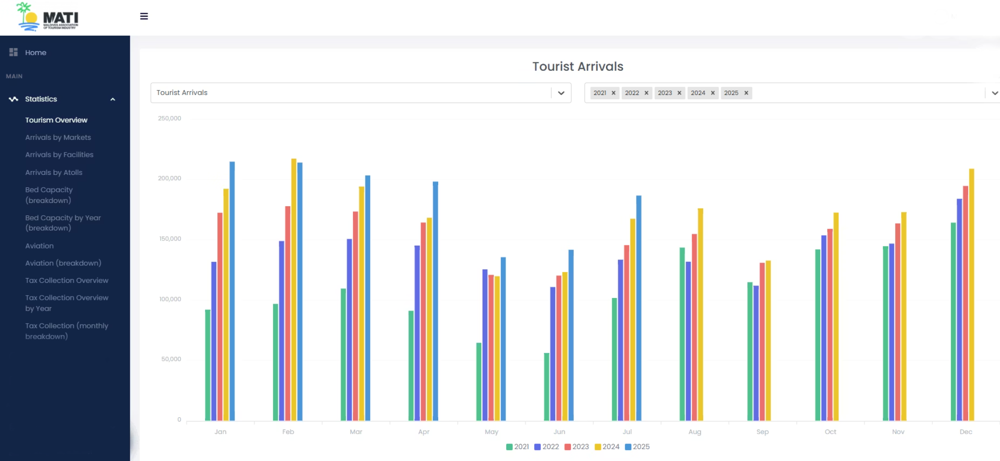 MATI
MALDIVES ASSOCIATION
OF TOURISM INDUSTRY
Home
MAIN
Statistics
Tourism Overview
Arrivals by Markets
Arrivals by Facilities
Arrivals by Atolls
Bed Capacity
(breakdown)
Bed Capacity by Year
(breakdown)
Aviation
Aviation (breakdown)
Tax Collection Overview
Tax Collection Overview
by Year
Tax Collection (monthly
breakdown)
Tourist Arrivals
Tourist Arrivals
2021 × 2022 × 2023 × 2024 × 2025 ×
250,000
200,000
150,000
100,000
50,000
0
Jan Feb Mar Apr May Jun Jul Aug Sep Oct Nov Dec
2021 2022 2023 2024 2025